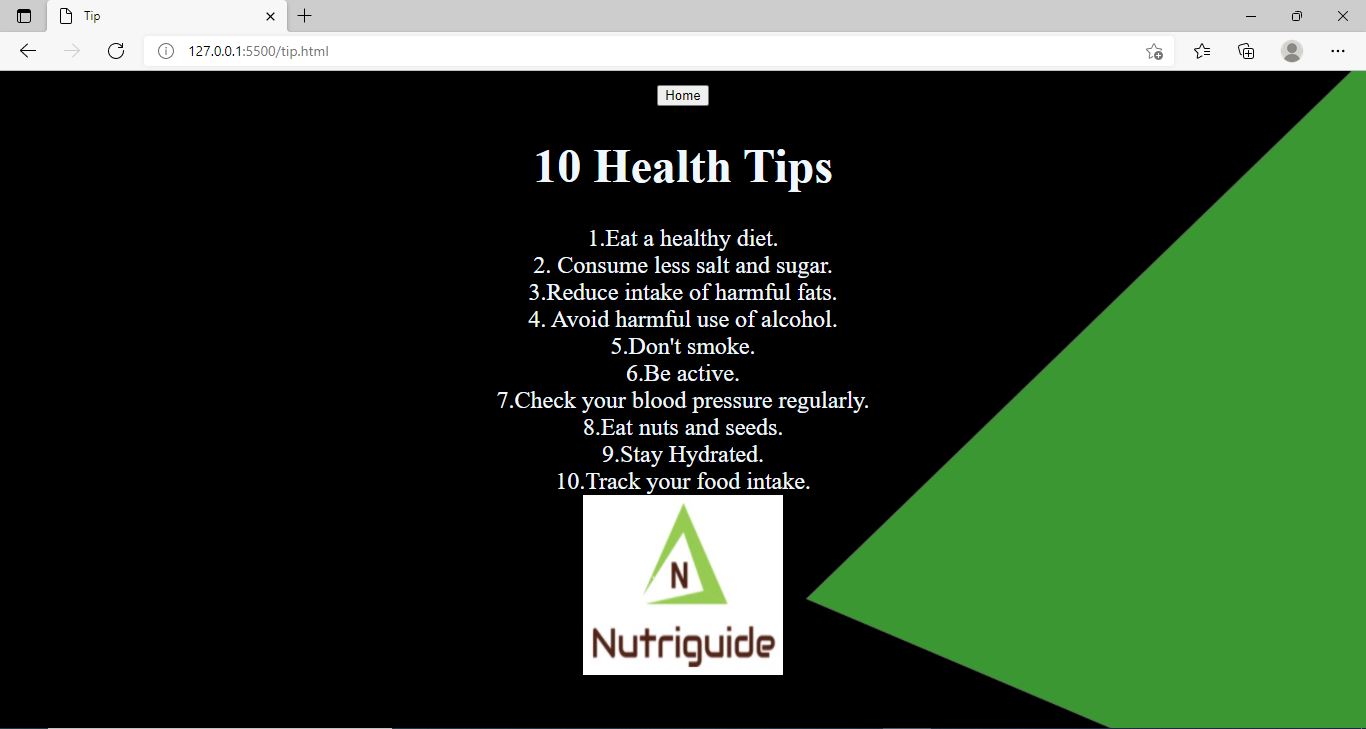 Tip
127.0.0.1:5500/tip.html
Home
10 Health Tips
1.Eat a healthy diet.
2. Consume less salt and sugar.
3.Reduce intake of harmful fats.
4. Avoid harmful use of alcohol.
5.Don't smoke.
6.Be active.
7.Check your blood pressure regularly.
8.Eat nuts and seeds.
9.Stay Hydrated.
10.Track your food intake.
N
Nutriguide